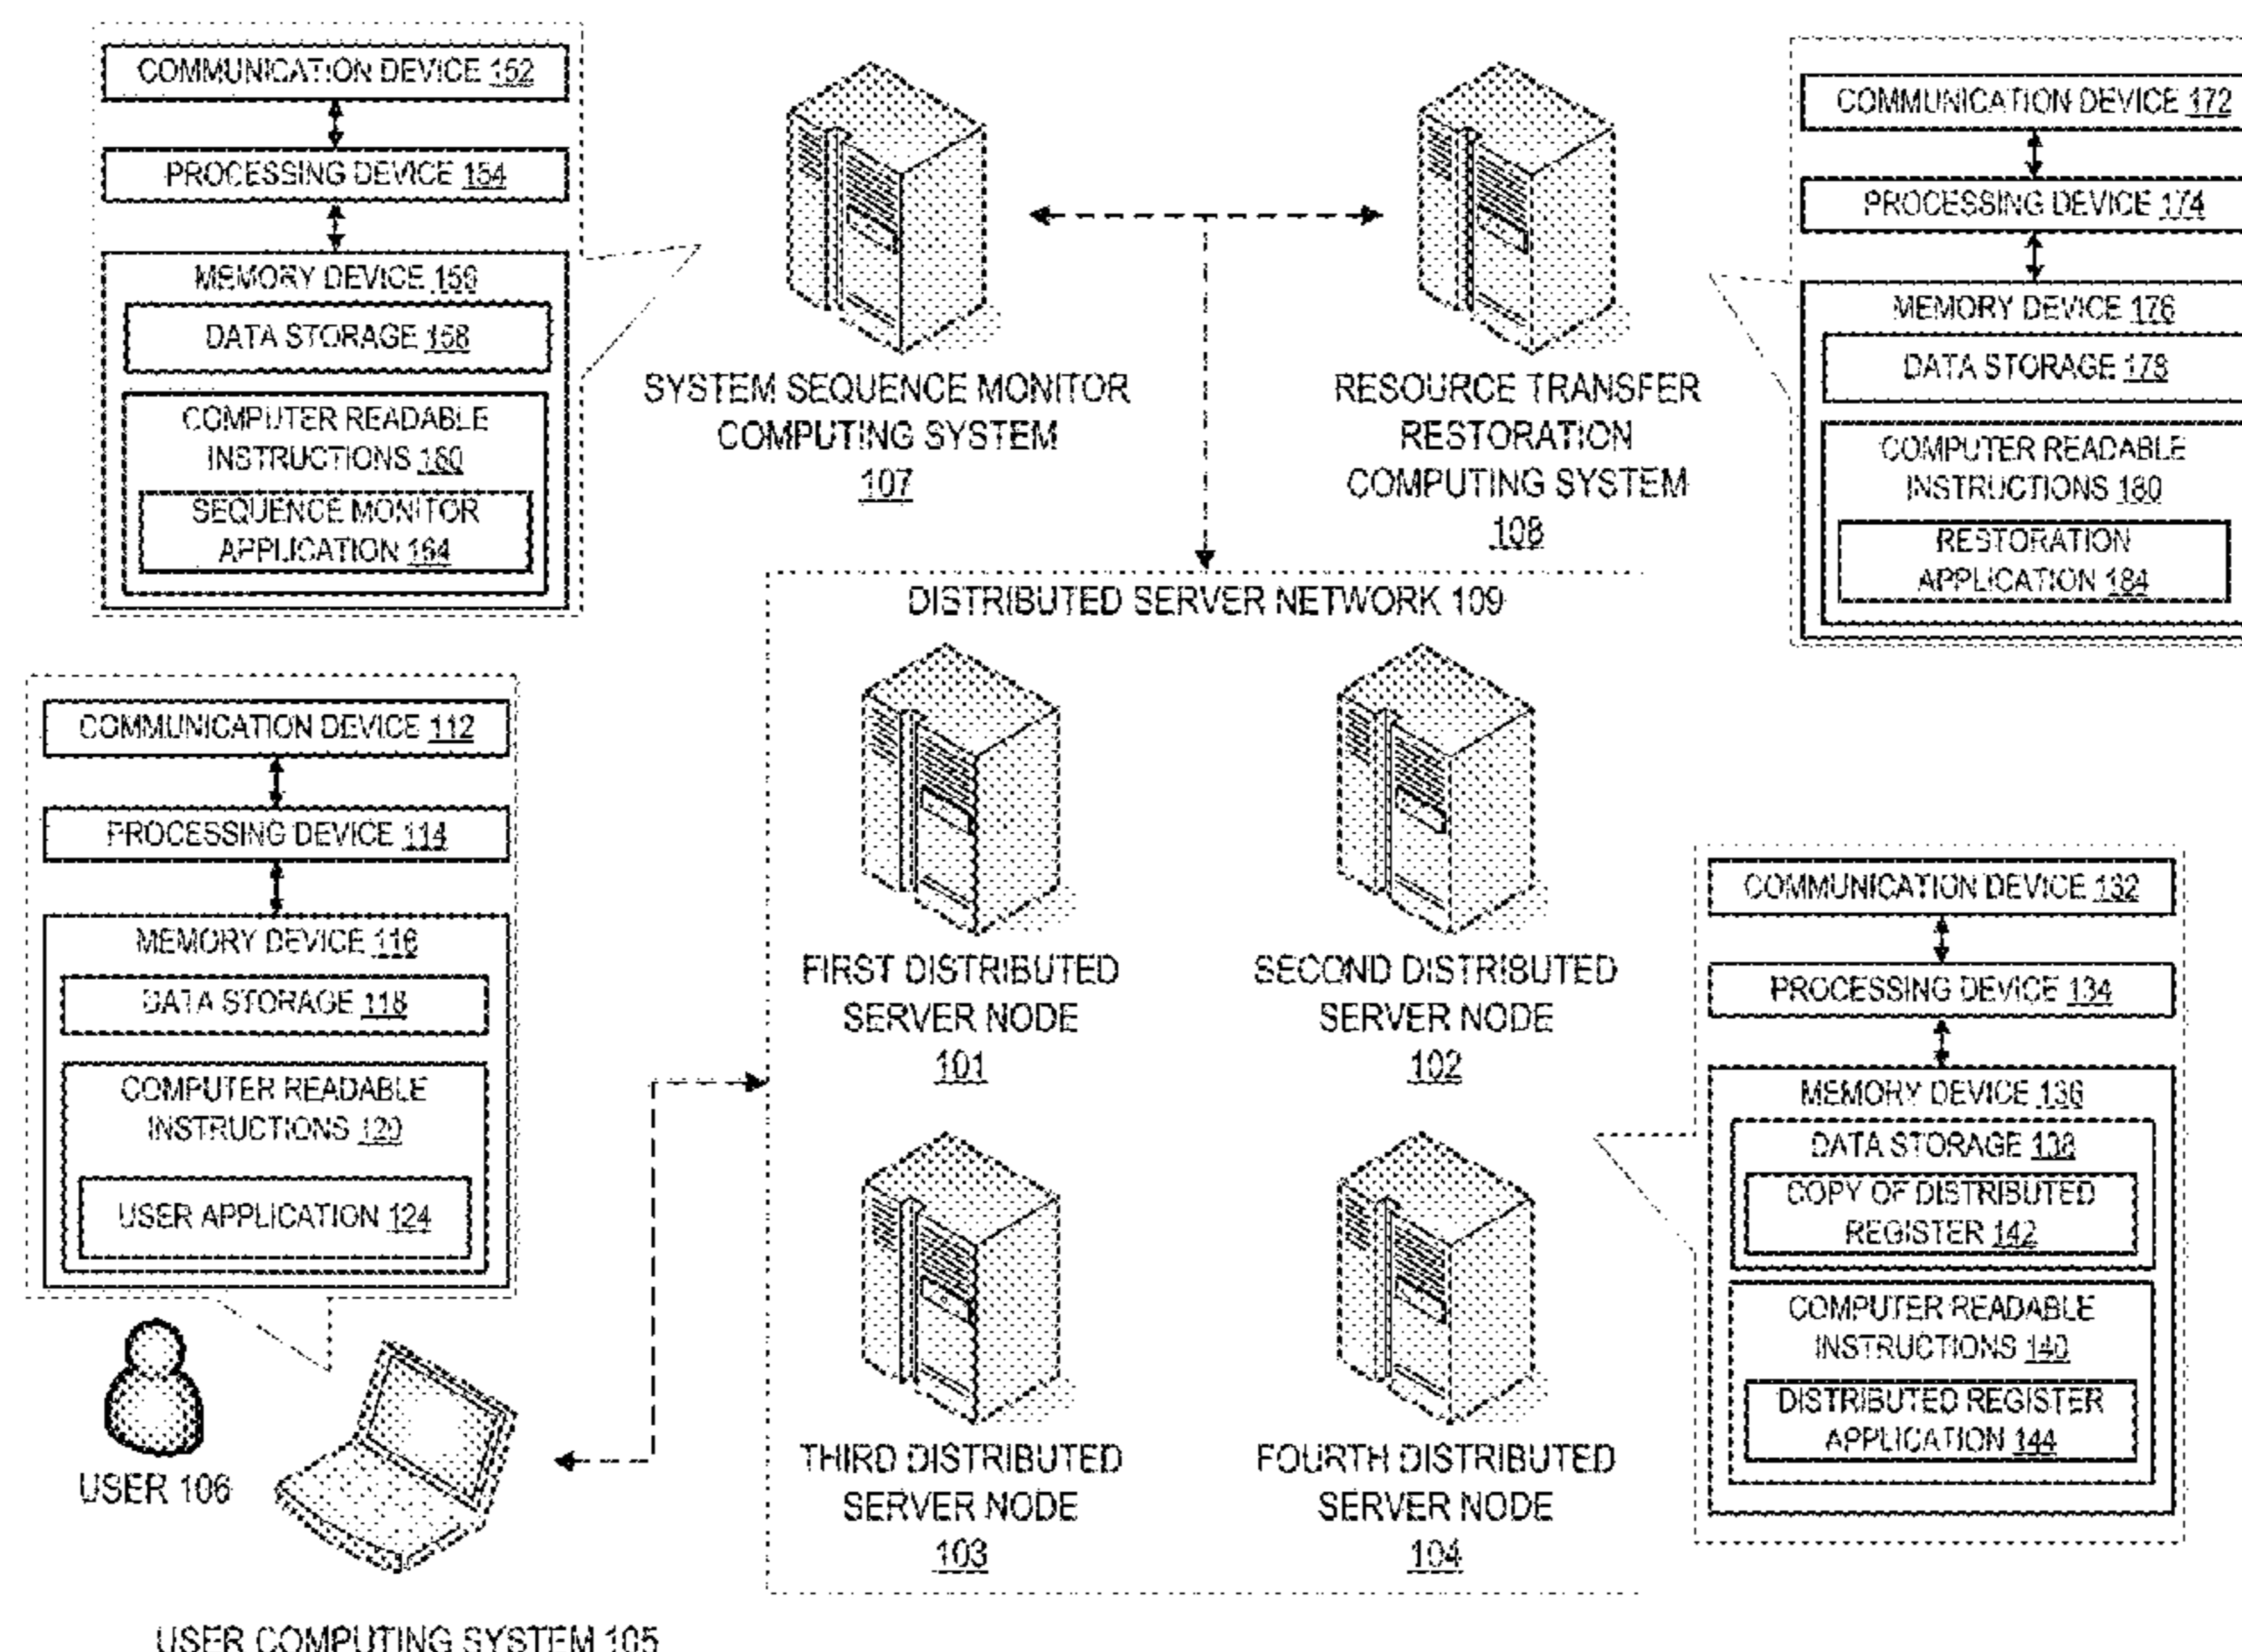 COMMUNICATION DEVICE 152
PROCESSING DEVICE 154
MEMORY DEVICE 156
DATA STORAGE 158
COMPUTER READABLE
INSTRUCTIONS 160
SEQUENCE MONITOR
APPLICATION 164
SYSTEM SEQUENCE MONITOR
COMPUTING SYSTEM
107
RESOURCE TRANSFER
RESTORATION
COMPUTING SYSTEM
108
COMMUNICATION DEVICE 172
PROCESSING DEVICE 174
MEMORY DEVICE 176
DATA STORAGE 178
COMPUTER READABLE
INSTRUCTIONS 180
RESTORATION
APPLICATION 184
COMMUNICATION DEVICE 112
PROCESSING DEVICE 114
MEMORY DEVICE 116
DATA STORAGE 118
COMPUTER READABLE
INSTRUCTIONS 120
USER APPLICATION 124
USER 106
USER COMPUTING SYSTEM 105
DISTRIBUTED SERVER NETWORK 109
FIRST DISTRIBUTED
SERVER NODE
101
SECOND DISTRIBUTED
SERVER NODE
102
THIRD DISTRIBUTED
SERVER NODE
103
FOURTH DISTRIBUTED
SERVER NODE
104
COMMUNICATION DEVICE 132
PROCESSING DEVICE 134
MEMORY DEVICE 136
DATA STORAGE 138
COPY OF DISTRIBUTED
REGISTER 142
COMPUTER READABLE
INSTRUCTIONS 140
DISTRIBUTED REGISTER
APPLICATION 144